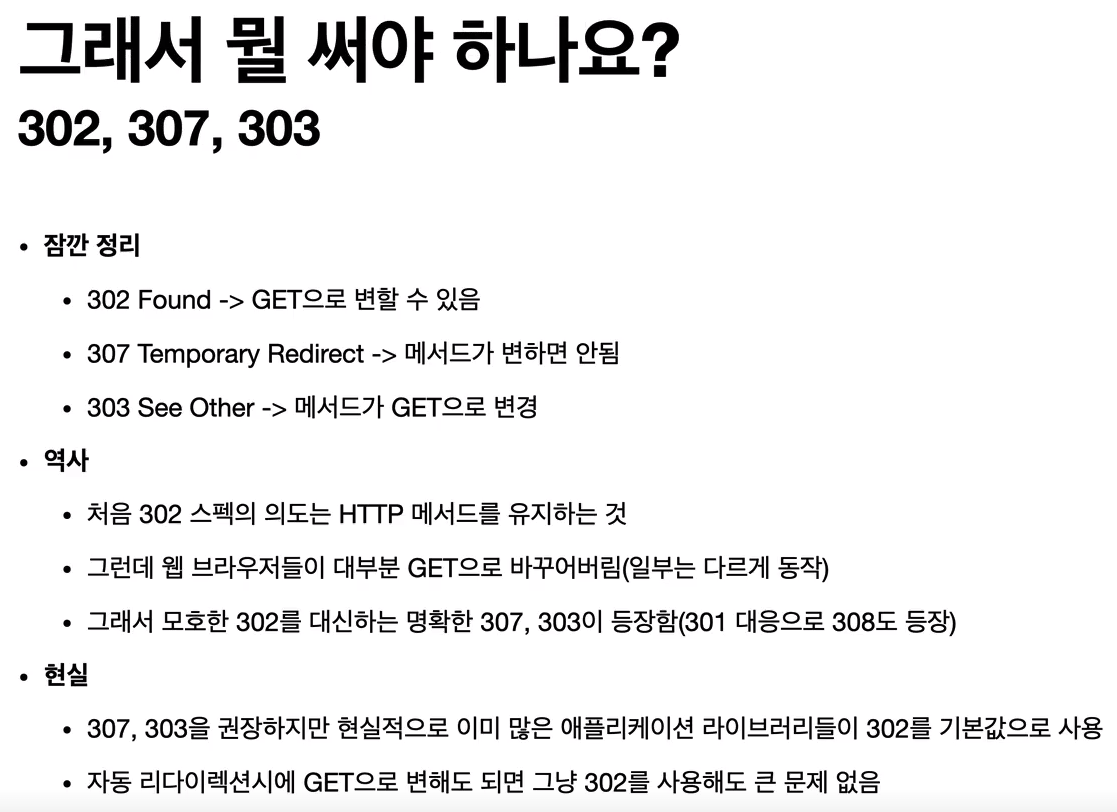 그래서 뭘 써야 하나요?
302, 307, 303
• 잠깐 정리
• 302 Found -> GET으로 변할 수 있음
• 307 Temporary Redirect -> 메서드가 변하면 안됨
• 303 See Other -> 메서드가 GET으로 변경
• 역사
• 처음 302 스펙의 의도는 HTTP 메서드를 유지하는 것
• 그런데 웹 브라우저들이 대부분 GET으로 바꾸어버림(일부는 다르게 동작)
• 그래서 모호한 302를 대신하는 명확한 307, 303이 등장함(301 대응으로 308도 등장)
• 현실
• 307, 303을 권장하지만 현실적으로 이미 많은 애플리케이션 라이브러리들이 302를 기본값으로 사용
• 자동 리다이렉션시에 GET으로 변해도 되면 그냥 302를 사용해도 큰 문제 없음